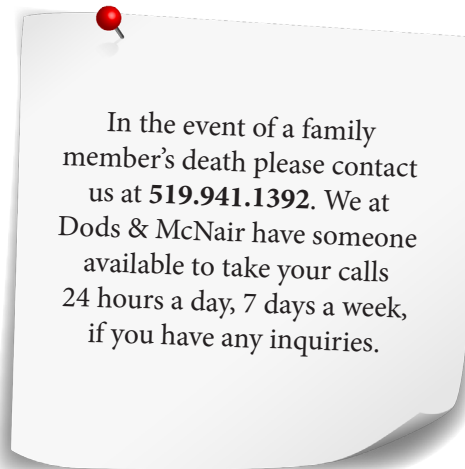 In the event of a family
member's death please contact
us at 519.941.1392. We at
Dods & McNair have someone
available to take your calls
24 hours a day, 7 days a week,
if you have any inquiries.